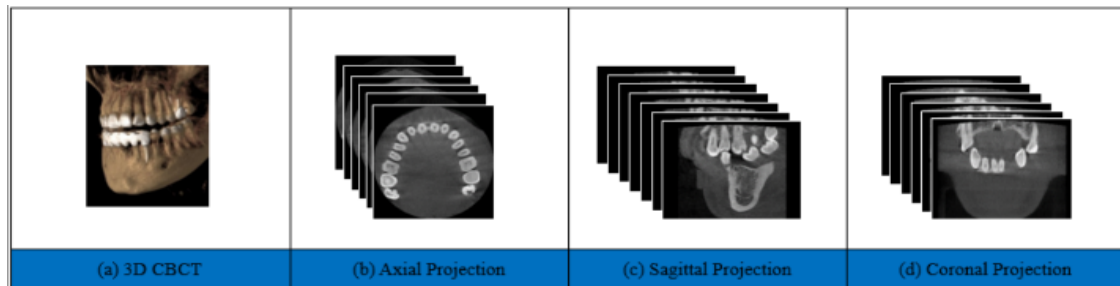 (a) 3D CBCT
(b) Axial Projection
(c) Sagittal Projection
(d) Coronal Projection